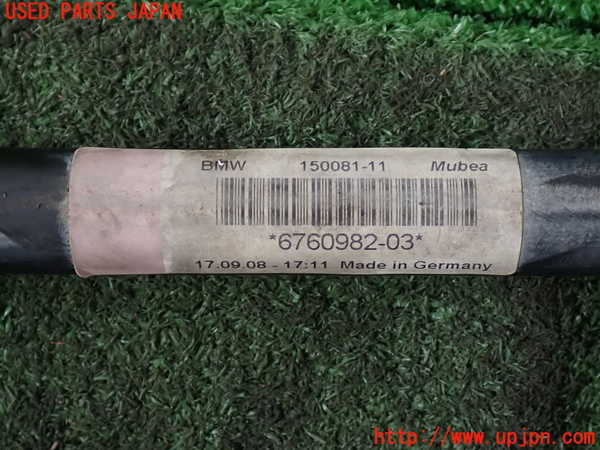 USED PARTS JAPAN
BMW 150081-11 Mubea
*6760982-03*
17.09.08 - 17:11 Made in Germany
http://www.upjpn.com/